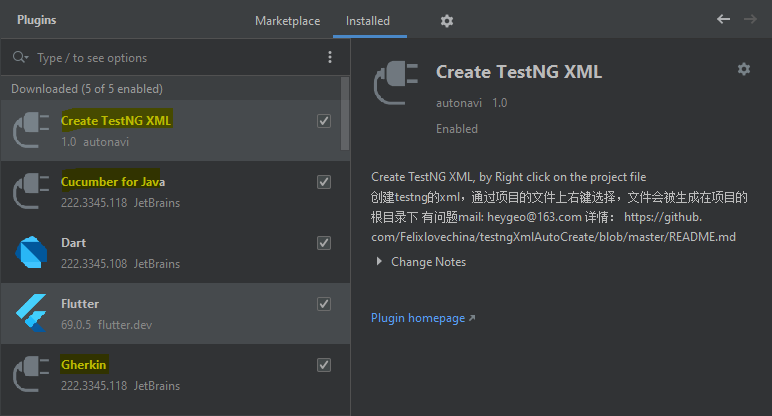 Plugins
Marketplace
Installed
Type / to see options
Downloaded (5 of 5 enabled)
Create TestNG XML
1.0 autonavi
Cucumber for Java
222.3345.118 JetBrains
Dart
222.3345.108 JetBrains
Flutter
69.0.5 flutter.dev
Gherkin
222.3345.118 JetBrains
Create TestNG XML
autonavi 1.0
Enabled
Create TestNG XML, by Right click on the project file
创建testng的xml，通过项目的文件上右键选择，文件会被生成在项目的
根目录下 有问题mail: heygeo@163.com 详情： https://github.
com/Felixlovechina/testngXmlAutoCreate/blob/master/README.md
Change Notes
Plugin homepage